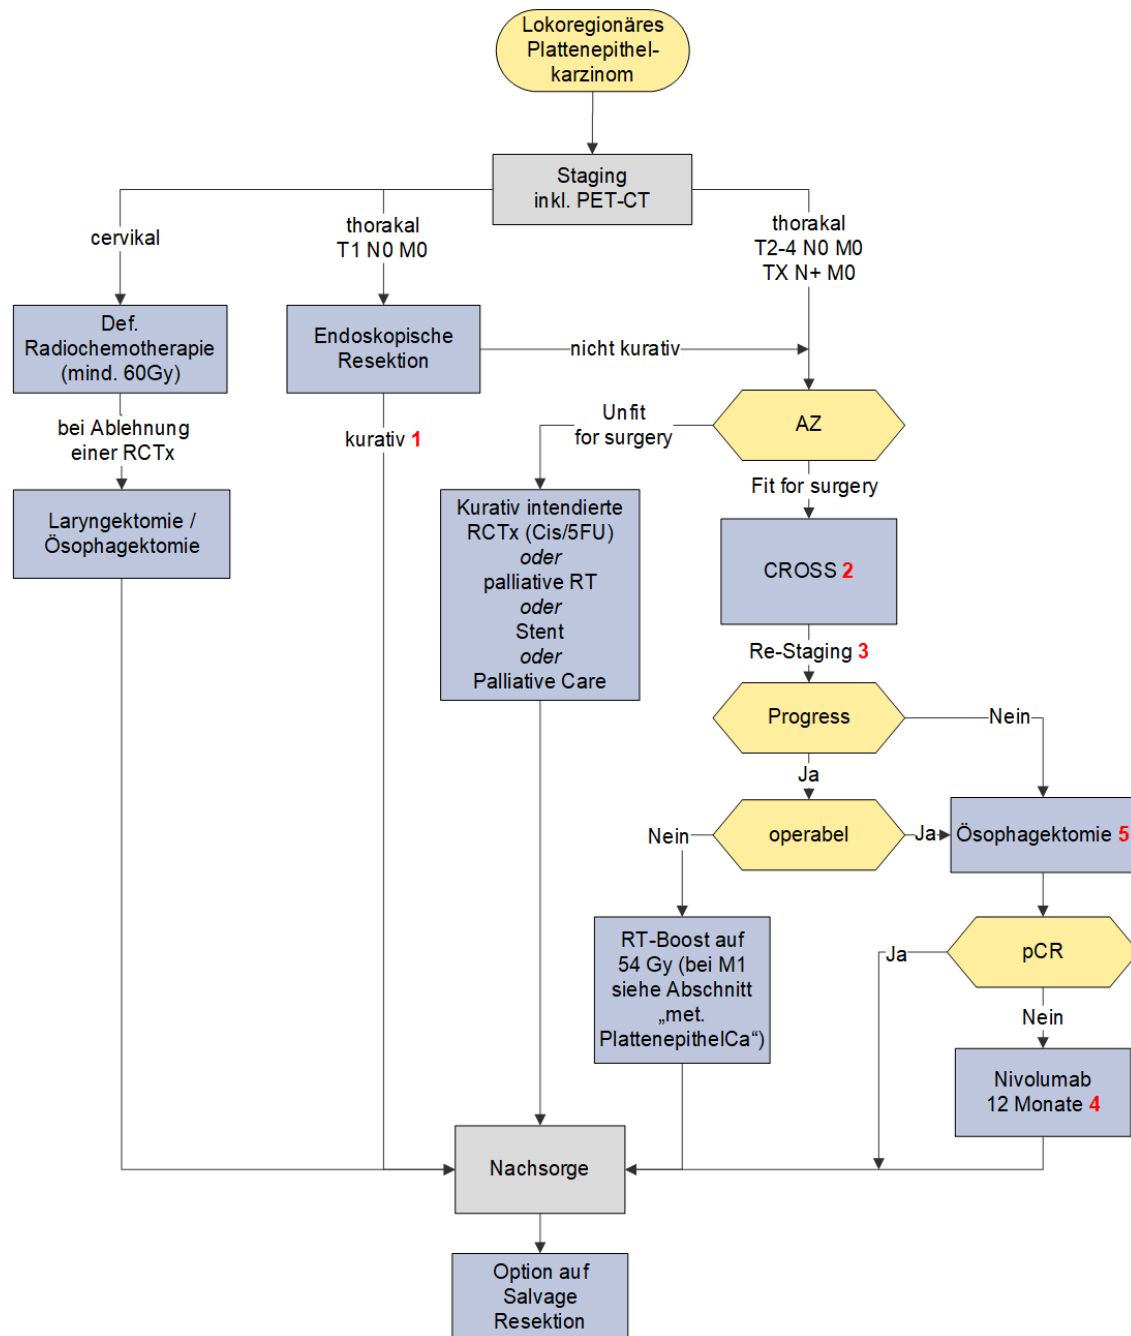 Lokoregionäres
Plattenepithel-
karzinom
Staging
inkl. PET-CT
cervikal
thorakal
T1 N0 M0
thorakal
T2-4 N0 M0
TX N+ M0
Def.
Radiochemotherapie
(mind. 60Gy)
Endoskopische
Resektion
nicht kurativ
bei Ablehnung
einer RCTx
kurativ 1
Unfit
for surgery
AZ
Fit for surgery
Laryngektomie /
Ösophagektomie
Kurativ intendierte
RCTx (Cis/5FU)
oder
palliative RT
oder
Stent
oder
Palliative Care
CROSS 2
Re-Staging 3
Progress
Nein
Ja
Nein
operabel
Ja
Ösophagektomie 5
RT-Boost auf
54 Gy (bei M1
siehe Abschnitt
„met.
PlattenepithelCa“)
Ja
pCR
Nein
Nivolumab
12 Monate 4
Nachsorge
Option auf
Salvage
Resektion